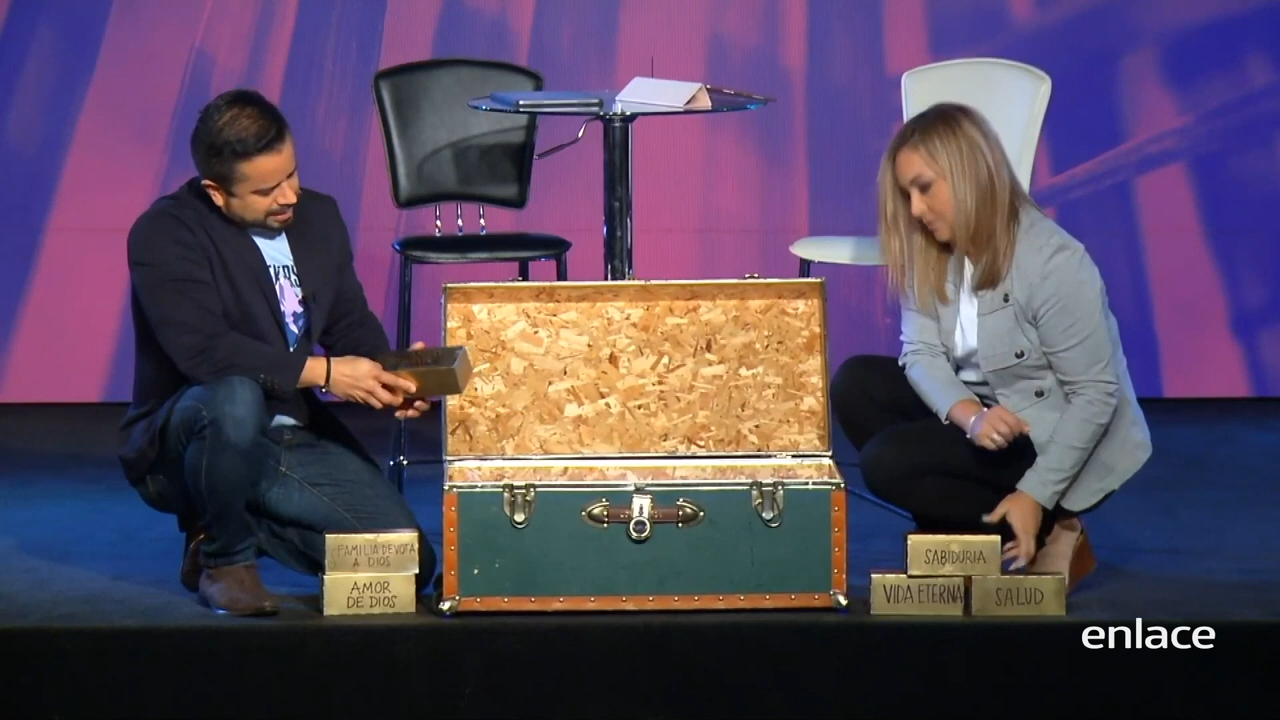 FAMILIA DEVOTA
A DIOS
AMOR
DE DIOS
SABIDURIA
VIDA ETERNA
SALUD
enlace